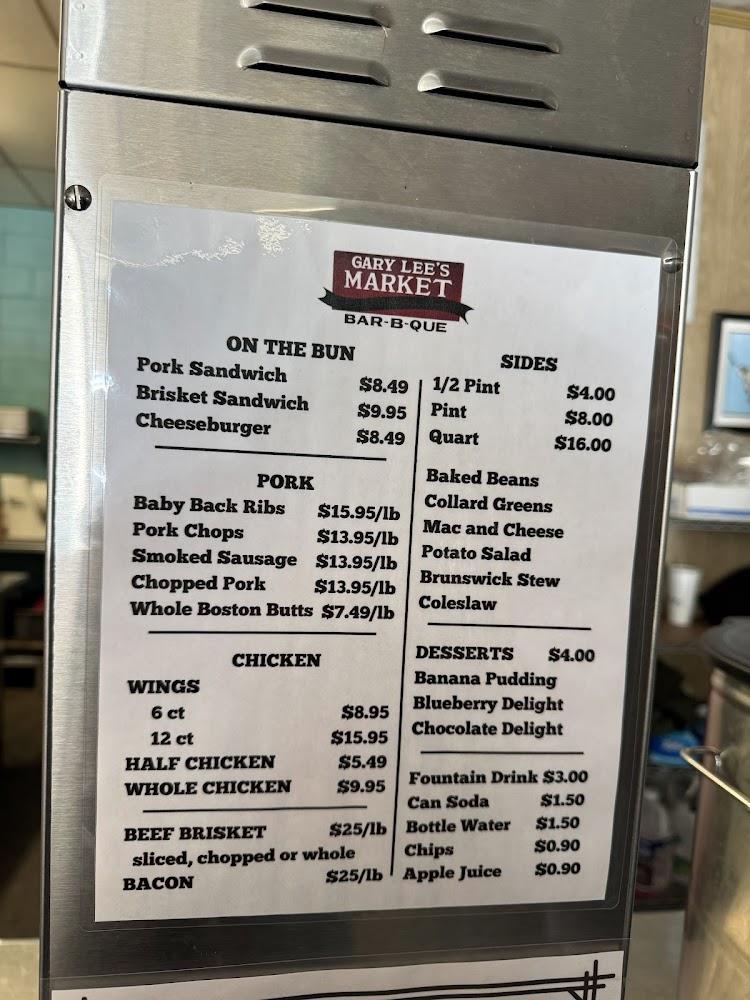 GARY LEE'S
MARKET
BAR-B-QUE
ON THE BUN
Pork Sandwich $8.49
Brisket Sandwich $9.95
Cheeseburger $8.49
PORK
Baby Back Ribs $15.95/lb
Pork Chops $13.95/lb
Smoked Sausage $13.95/lb
Chopped Pork $13.95/lb
Whole Boston Butts $7.49/lb
CHICKEN
WINGS
6 ct $8.95
12 ct $15.95
HALF CHICKEN $5.49
WHOLE CHICKEN $9.95
BEEF BRISKET $25/lb
sliced, chopped or whole
BACON $25/lb
SIDES
1/2 Pint $4.00
Pint $8.00
Quart $16.00
Baked Beans
Collard Greens
Mac and Cheese
Potato Salad
Brunswick Stew
Coleslaw
DESSERTS $4.00
Banana Pudding
Blueberry Delight
Chocolate Delight
Fountain Drink $3.00
Can Soda $1.50
Bottle Water $1.50
Chips $0.90
Apple Juice $0.90